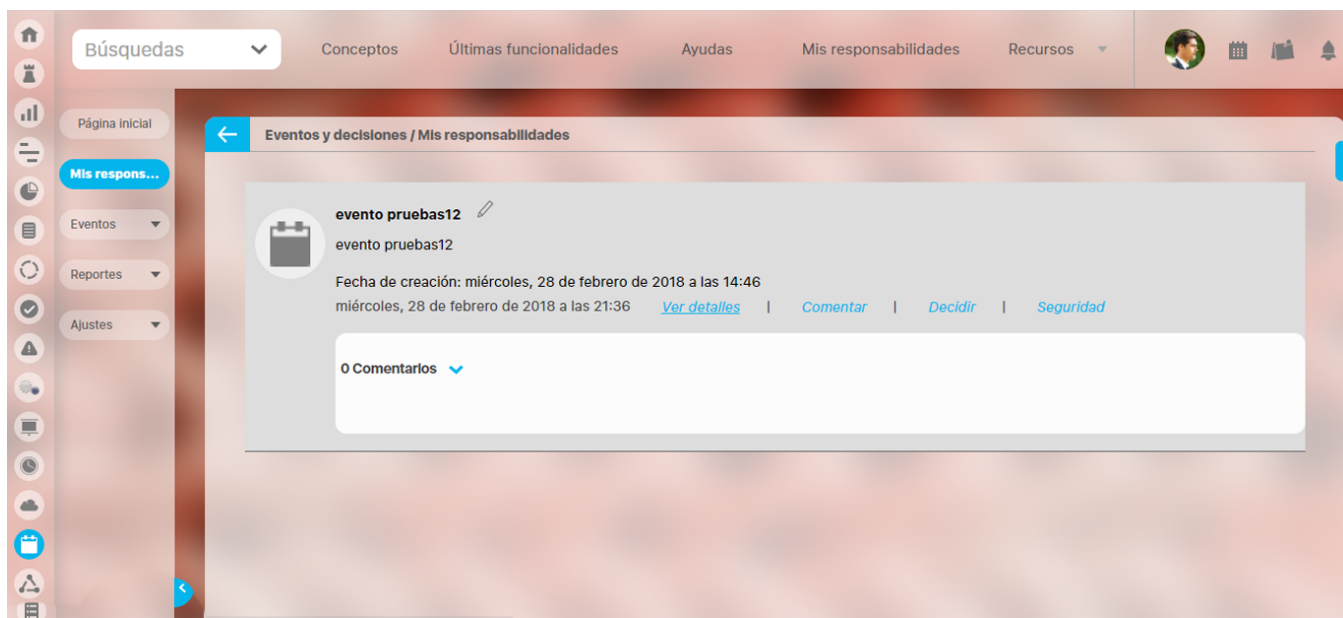 Búsquedas
Conceptos
Últimas funcionalidades
Ayudas
Mis responsabilidades
Recursos
Página inicial
Mis respons...
Eventos
Reportes
Ajustes
Eventos y decisiones / Mis responsabilidades
evento pruebas12
evento pruebas12
Fecha de creación: miércoles, 28 de febrero de 2018 a las 14:46
miércoles, 28 de febrero de 2018 a las 21:36 Ver detalles | Comentar | Decidir | Seguridad
0 Comentarios